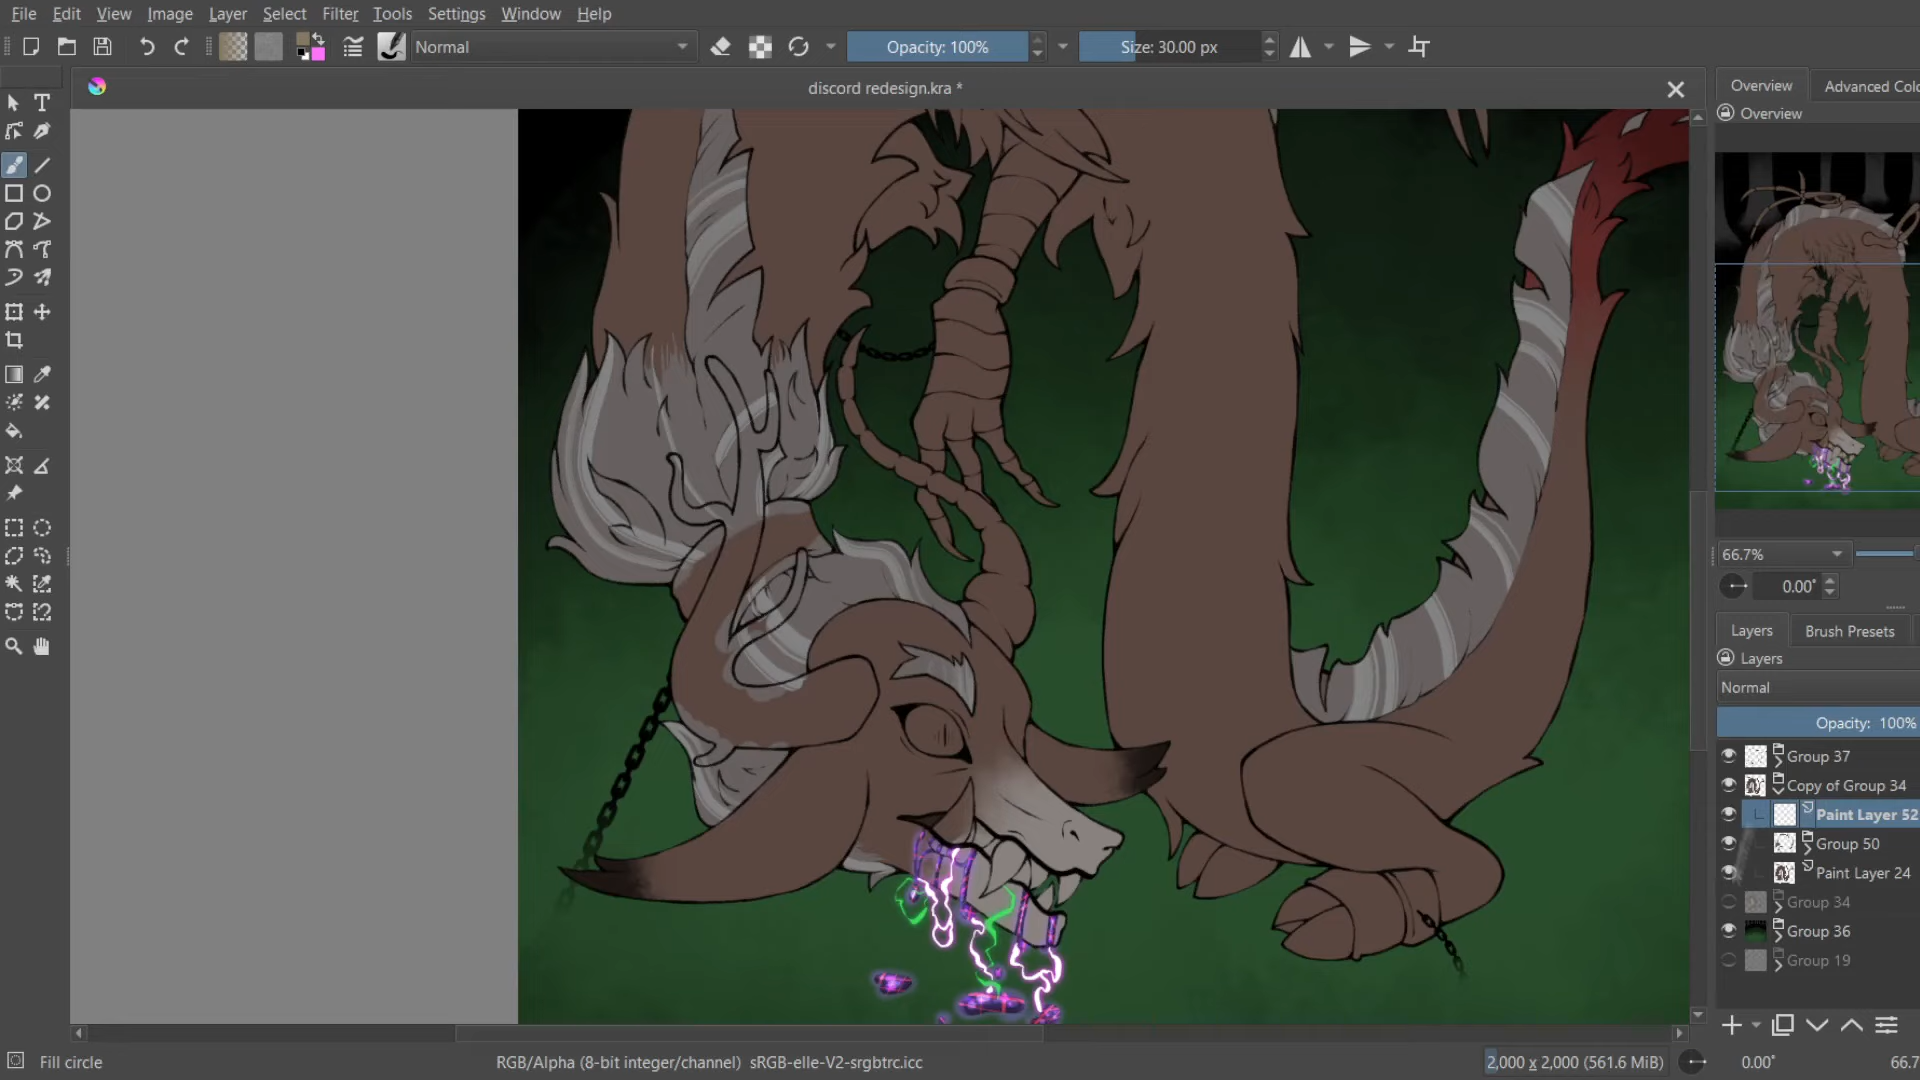 File Edit View Image Layer Select Filter Tools Settings Window Help
Normal
Opacity: 100%
Size: 30.00 px
discord redesign.kra *
Overview
Advanced Colo
Overview
66.7%
0.00°
Layers
Brush Presets
Layers
Normal
Opacity: 100%
Group 37
Copy of Group 34
Paint Layer 52
Group 50
Paint Layer 24
Group 34
Group 36
Group 19
Fill circle
RGB/Alpha (8-bit integer/channel) sRGB-elle-V2-srgbtrc.icc
2,000 x 2,000 (561.6 MiB)
0.00°
66.7